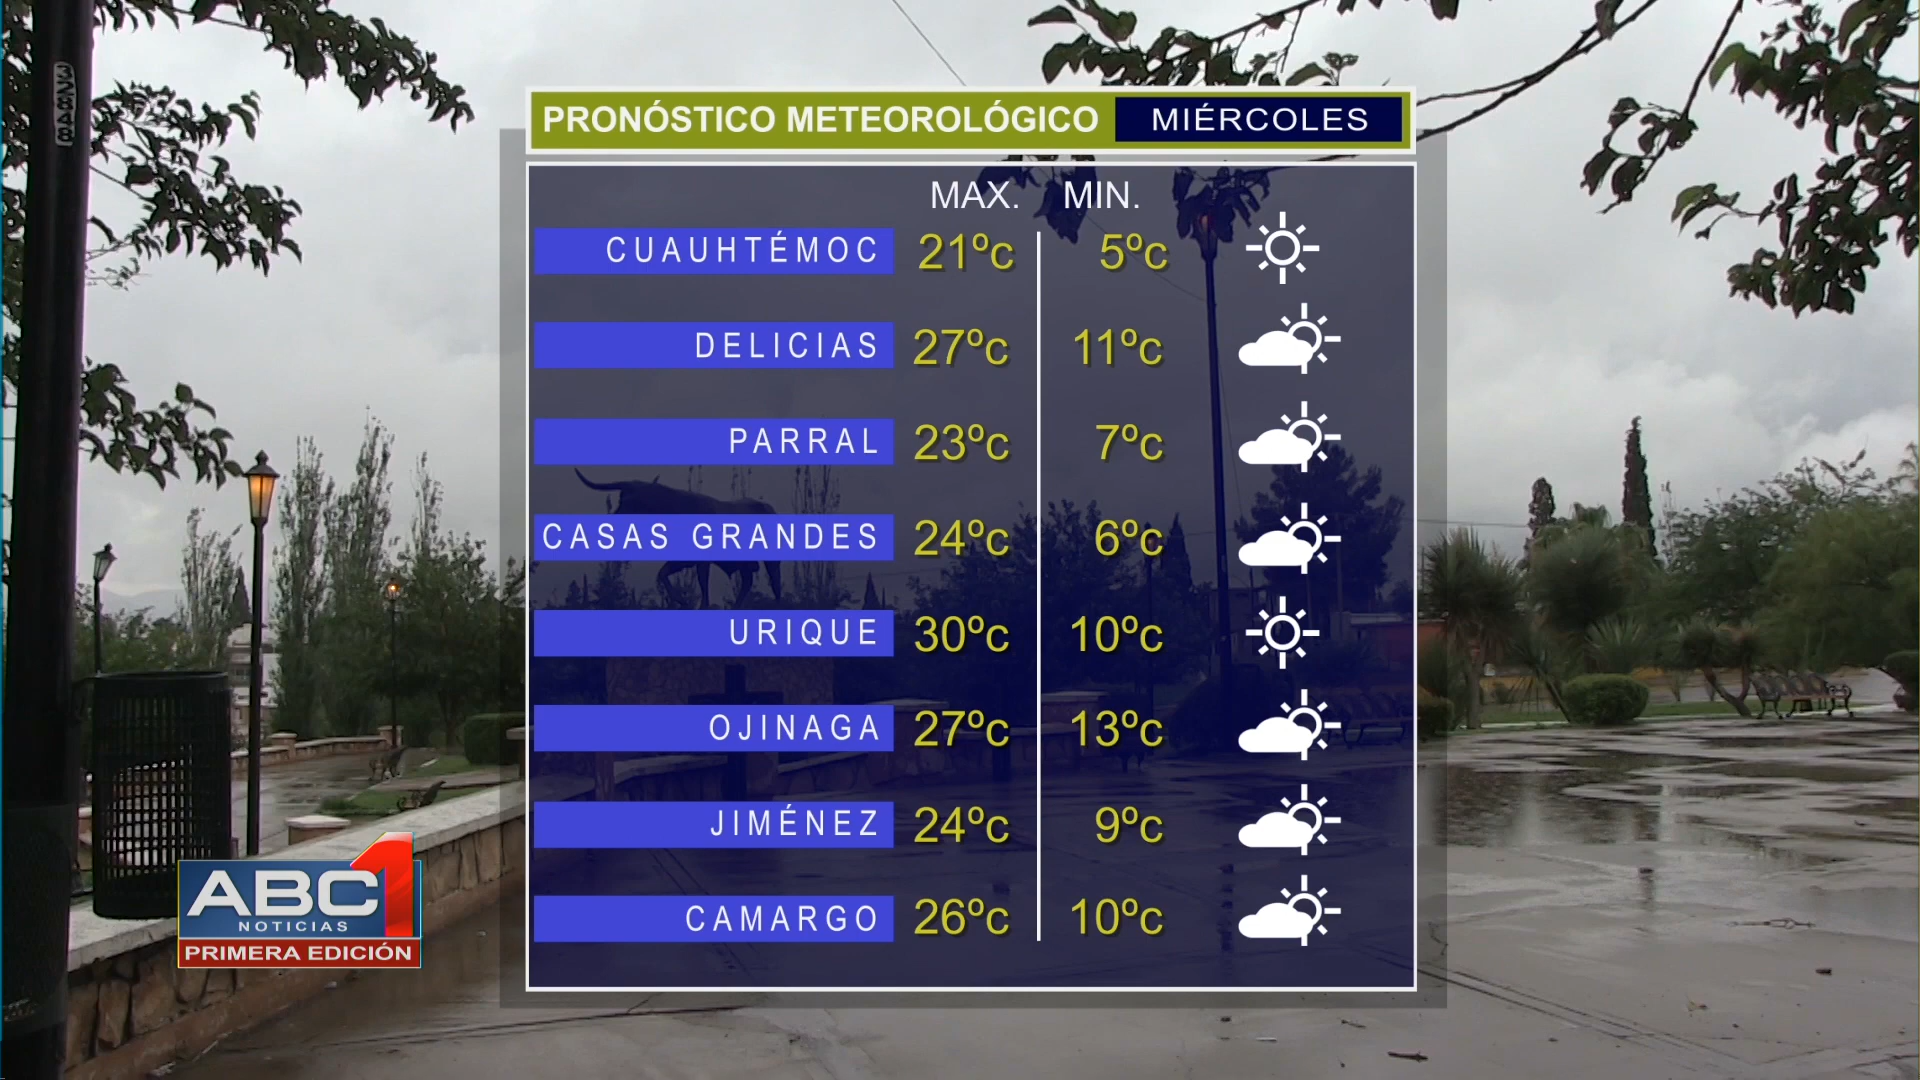 32848
PRONÓSTICO METEOROLÓGICO MIÉRCOLES
MAX. MIN.
CUAUHTÉMOC 21ºc 5ºc
DELICIAS 27ºc 11ºc
PARRAL 23ºc 7ºc
CASAS GRANDES 24ºc 6ºc
URIQUE 30ºc 10ºc
OJINAGA 27ºc 13ºc
JIMÉNEZ 24ºc 9ºc
CAMARGO 26ºc 10ºc
ABC 1
NOTICIAS
PRIMERA EDICIÓN